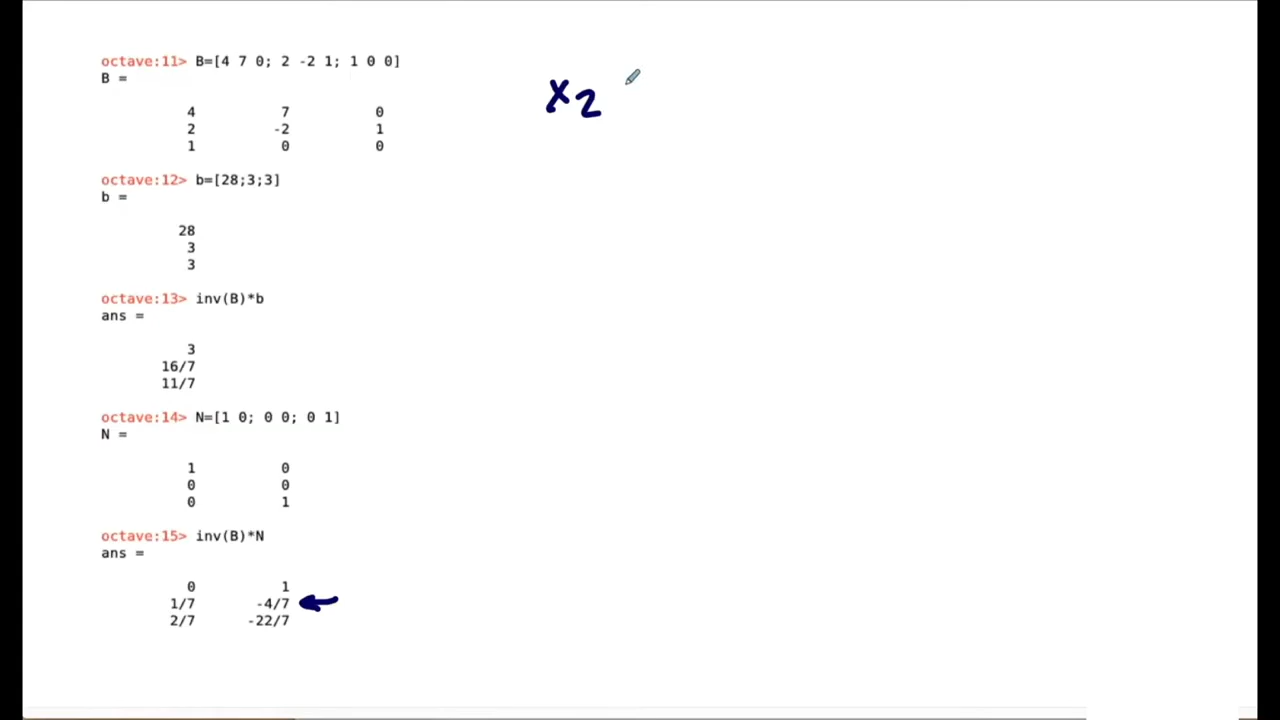 octave:11> B=[4 7 0; 2 -2 1; 1 0 0]
B =
4 7 0
2 -2 1
1 0 0
octave:12> b=[28;3;3]
b =
28
3
3
octave:13> inv(B)*b
ans =
3
16/7
11/7
octave:14> N=[1 0; 0 0; 0 1]
N =
1 0
0 0
0 1
octave:15> inv(B)*N
ans =
0 1
1/7 -4/7
2/7 -22/7
x2